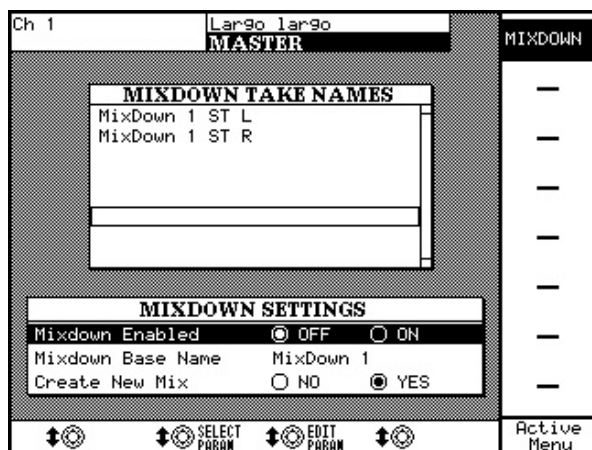 Ch 1
Largo largo
MASTER
MIXDOWN
MIXDOWN TAKE NAMES
MixDown 1 ST L
MixDown 1 ST R
MIXDOWN SETTINGS
Mixdown Enabled OFF ON
Mixdown Base Name MixDown 1
Create New Mix NO YES
SELECT PARAM
EDIT PARAM
Active Menu